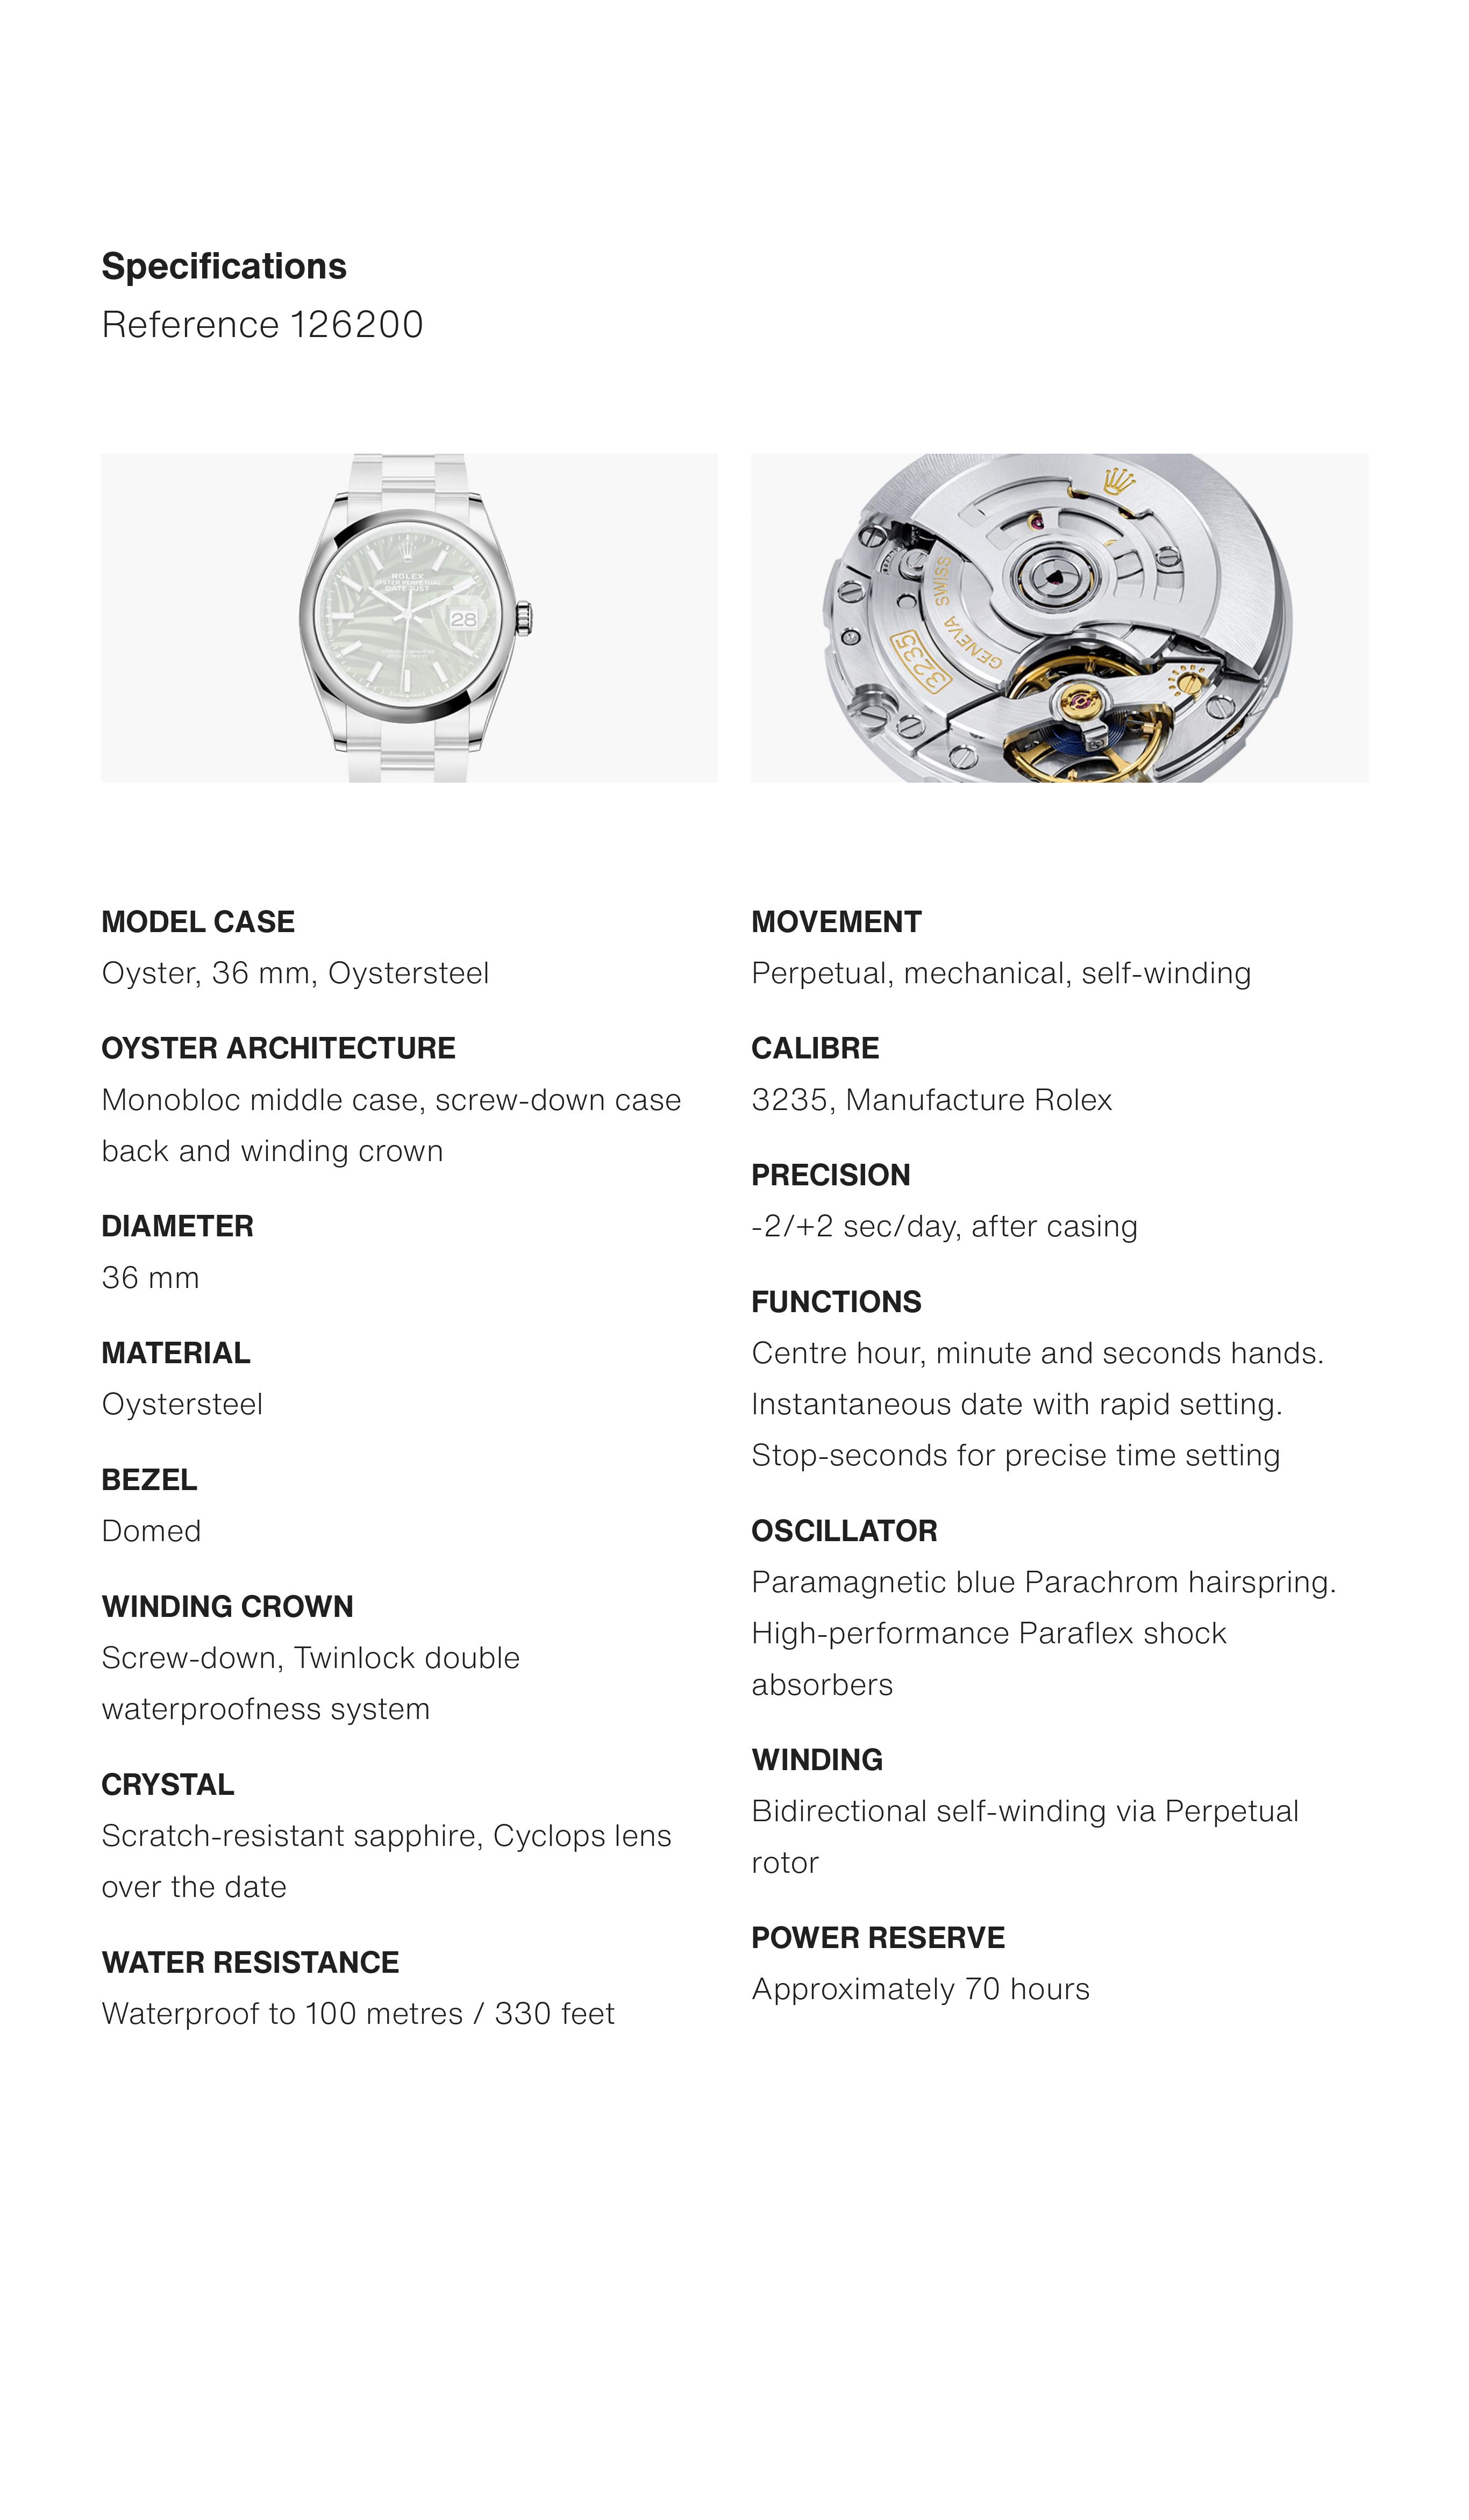 Specifications
Reference 126200
ROLEX
OYSTER PERPETUAL
DATEJUST
28
SWISS
GENEVA
3235
MODEL CASE
Oyster, 36 mm, Oystersteel
OYSTER ARCHITECTURE
Monobloc middle case, screw-down case
back and winding crown
DIAMETER
36 mm
MATERIAL
Oystersteel
BEZEL
Domed
WINDING CROWN
Screw-down, Twinlock double
waterproofness system
CRYSTAL
Scratch-resistant sapphire, Cyclops lens
over the date
WATER RESISTANCE
Waterproof to 100 metres / 330 feet
MOVEMENT
Perpetual, mechanical, self-winding
CALIBRE
3235, Manufacture Rolex
PRECISION
-2/+2 sec/day, after casing
FUNCTIONS
Centre hour, minute and seconds hands.
Instantaneous date with rapid setting.
Stop-seconds for precise time setting
OSCILLATOR
Paramagnetic blue Parachrom hairspring.
High-performance Paraflex shock
absorbers
WINDING
Bidirectional self-winding via Perpetual
rotor
POWER RESERVE
Approximately 70 hours